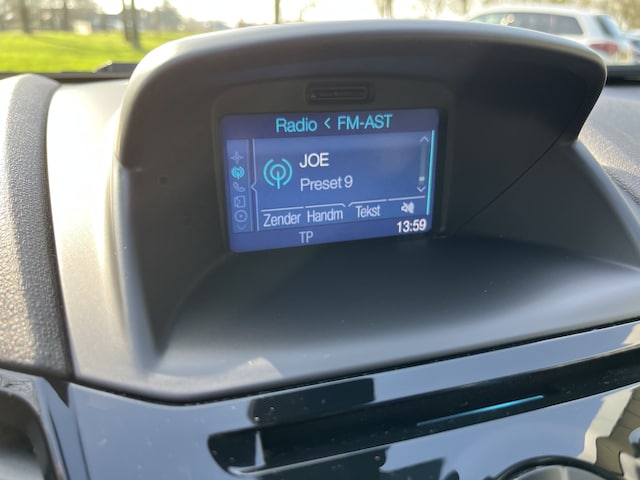 Radio < FM-AST
JOE
Preset 9
Zender Handm Tekst
TP 13:59